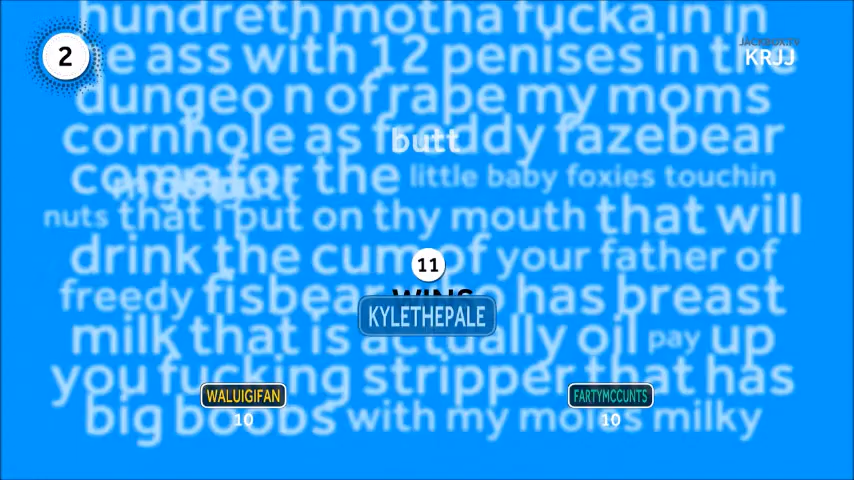 hundreth motha fucka in in
2
JACKBOX.TV
KRJJ
ass with 12 penises in the
dungeo n of rape my moms
cornhole as freddy fazebear
butt
come for the little baby foxies touchin
nuts that i put on thy mouth that will
drink the cum of your father of
11
freedy fisbear who has breast
WINS
KYLETHEPALE
milk that is actually oil pay up
you fucking stripper that has
WALUIGIFAN
FARTYMCCUNTS
big boobs with my moles milky
10
10